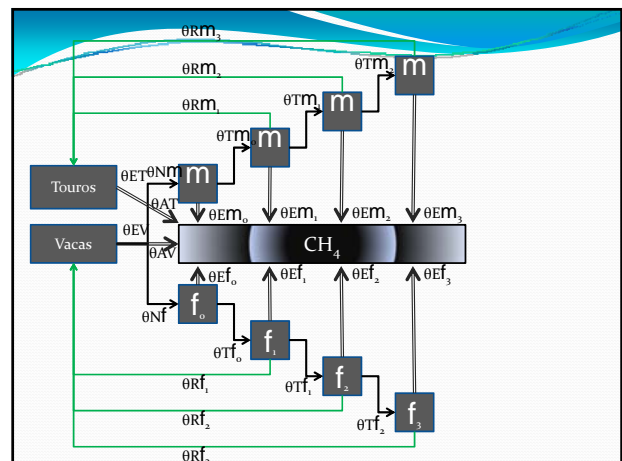 θRm₃
θRm₂
θRm₁
θTm₂
m
θTm₁
m
θTm₀
m
θNm
m
Touros
θET
θAT
θEm₀
θEm₁
θEm₂
θEm₃
θEV
Vacas
θAV
CH₄
θEf₀
θEf₁
θEf₂
θEf₃
θNf
f₀
θTf₀
f₁
θTf₁
f₂
θTf₂
f₃
θRf₁
θRf₂